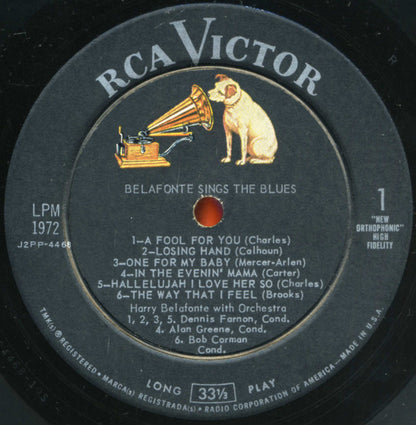 RCA VICTOR
R
BELAFONTE SINGS THE BLUES
LPM
1972
J2PP-4468
1
"NEW
ORTHOPHONIC"
HIGH
FIDELITY
1—A FOOL FOR YOU (Charles)
2—LOSING HAND (Calhoun)
3—ONE FOR MY BABY (Mercer-Arlen)
4—IN THE EVENIN' MAMA (Carter)
5—HALLELUJAH I LOVE HER SO (Charles)
6—THE WAY THAT I FEEL (Brooks)
Harry Belafonte with Orchestra
1, 2, 3, 5. Dennis Farnon, Cond.
4. Alan Greene, Cond.
6. Bob Corman
Cond.
LONG 33⅓ PLAY
TMK(s) ® REGISTERED • MARCA(s) REGISTRADA(s) • RADIO CORPORATION OF AMERICA—MADE IN U.S.A.